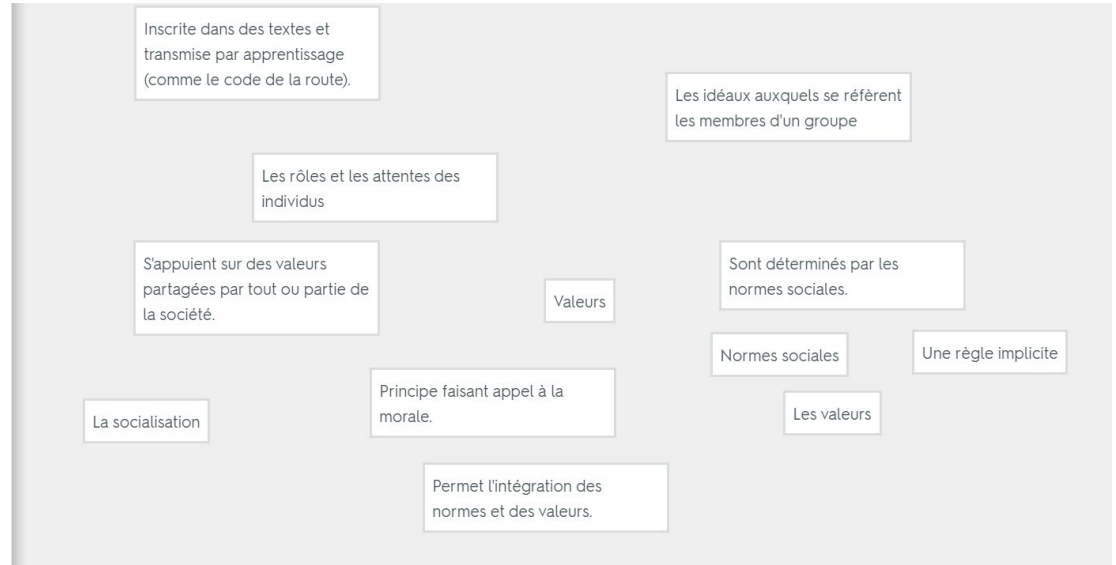 Inscrite dans des textes et
transmise par apprentissage
(comme le code de la route).
Les idéaux auxquels se réfèrent
les membres d'un groupe
Les rôles et les attentes des
individus
S'appuient sur des valeurs
partagées par tout ou partie de
la société.
Sont déterminés par les
normes sociales.
Valeurs
Normes sociales
Une règle implicite
Principe faisant appel à la
morale.
Les valeurs
La socialisation
Permet l'intégration des
normes et des valeurs.